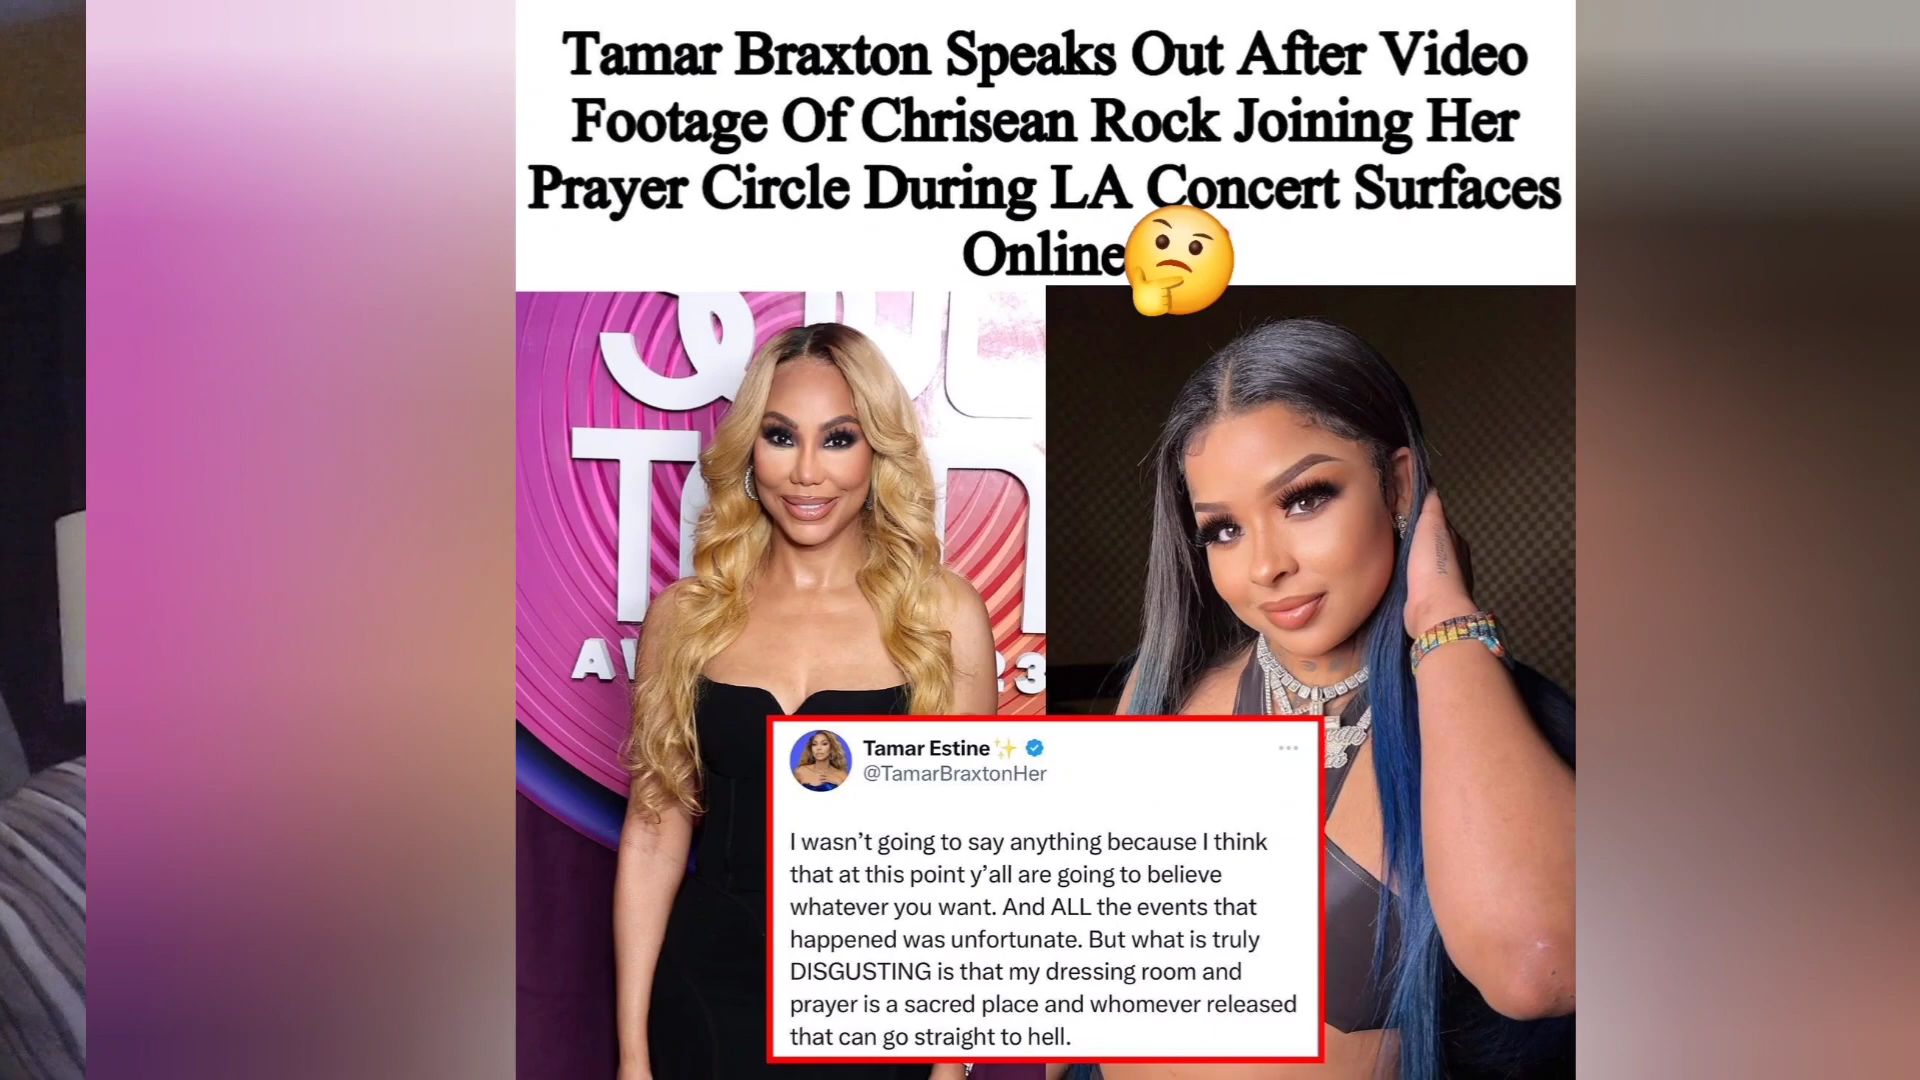 Tamar Braxton Speaks Out After Video
Footage Of Chrisean Rock Joining Her
Prayer Circle During LA Concert Surfaces
Online
Tamar Estine
@TamarBraxtonHer
I wasn’t going to say anything because I think
that at this point y’all are going to believe
whatever you want. And ALL the events that
happened was unfortunate. But what is truly
DISGUSTING is that my dressing room and
prayer is a sacred place and whomever released
that can go straight to hell.